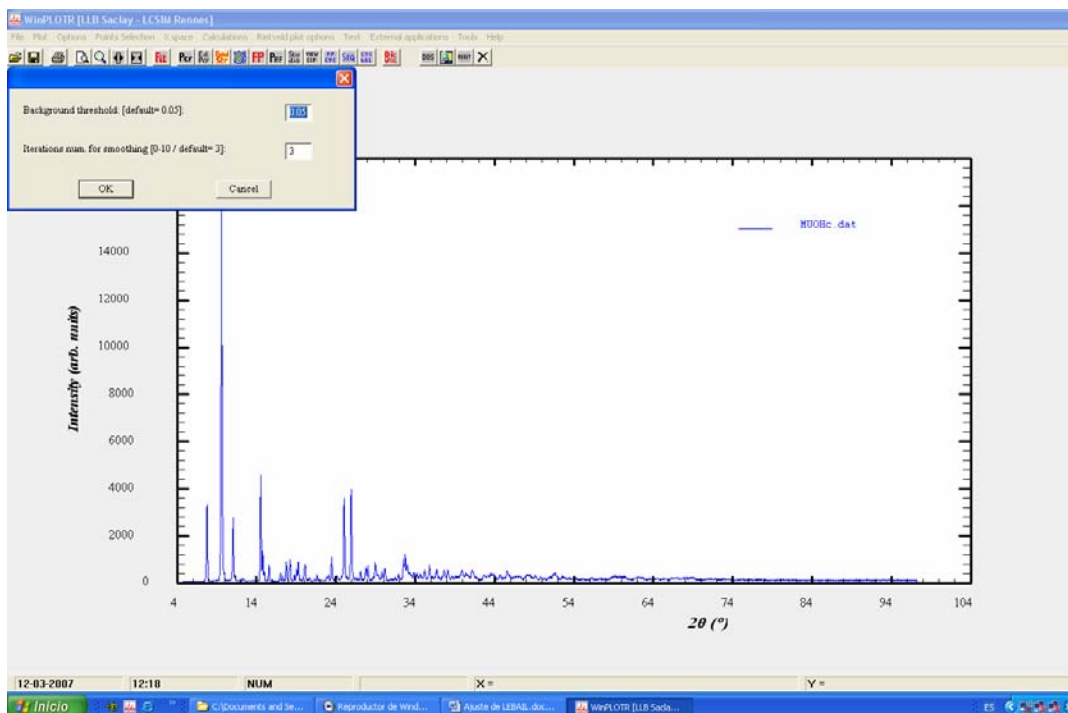 WinPLOTR [LLB Saclay - LCSIM Rennes]
File Plot Options Points Selection X space Calculations Rietveld plot options Text External applications Tools Help
Background threshold. [default= 0.05]:
0.05
Iterations num. for smoothing [0-10 / default= 3]:
3
OK Cancel
MUOHc.dat
14000
12000
10000
8000
6000
4000
2000
0
Intensity (arb. units)
4 14 24 34 44 54 64 74 84 94 104
2θ (°)
12-03-2007 12:18 NUM X = Y =
Inicio C:\Documents and Se... Reproductor de Wind... Ajuste de LEBAIL.doc... WinPLOTR [LLB Sacla... ES